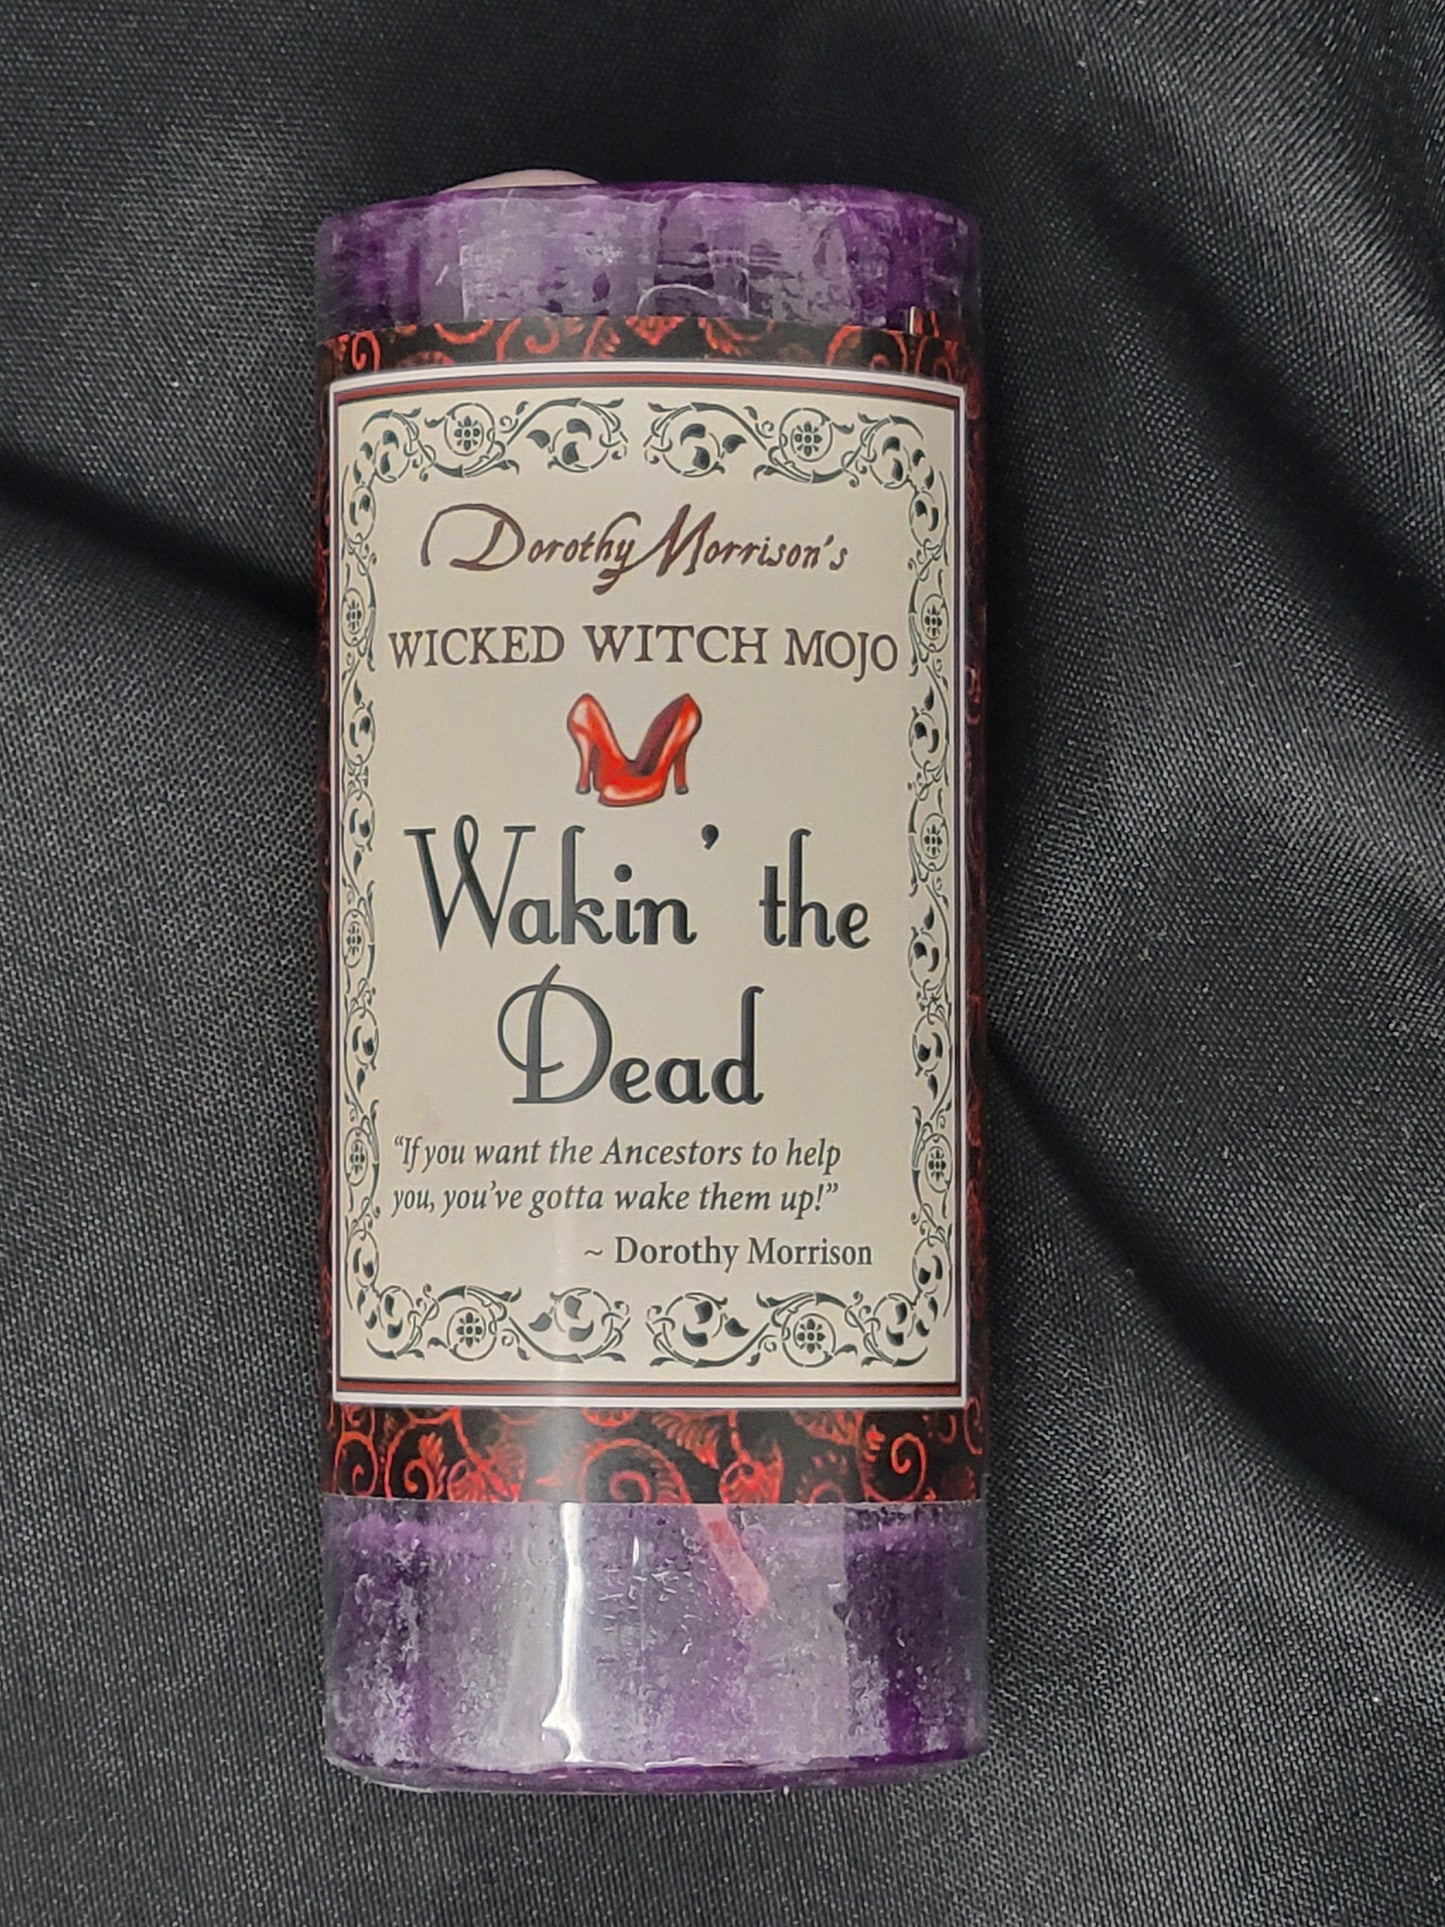 Dorothy Morrison's
WICKED WITCH MOJO
Wakin' the
Dead
"If you want the Ancestors to help
you, you've gotta wake them up!"
~ Dorothy Morrison